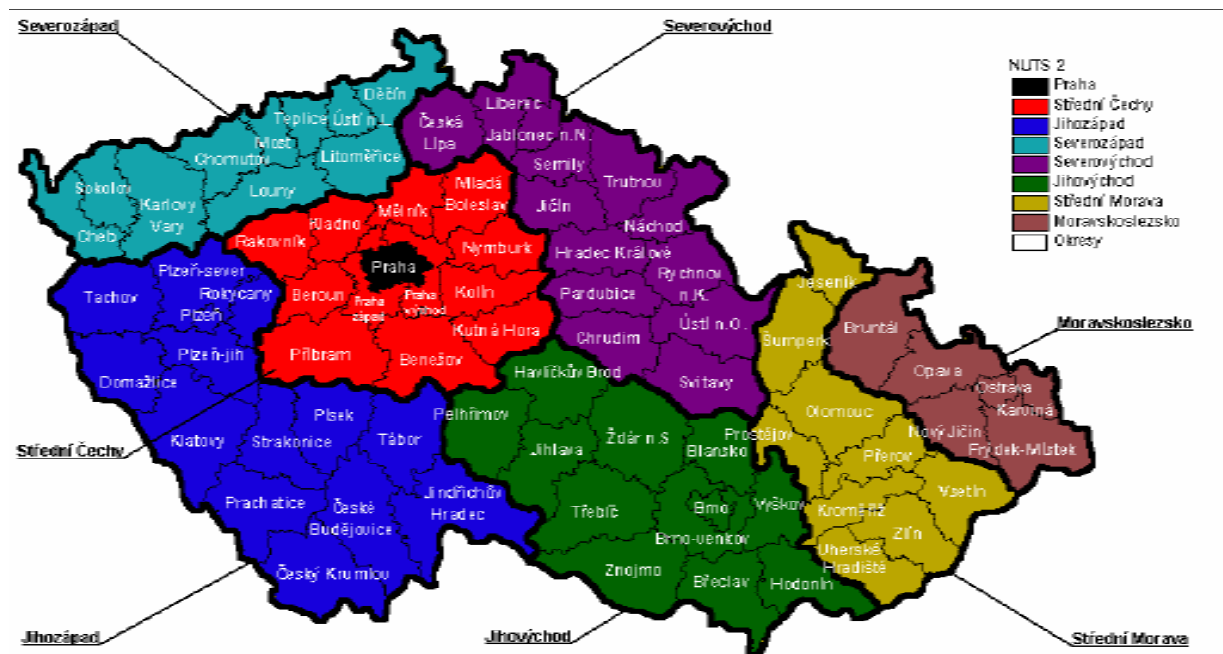 Severozápad
Severovýchod
NUTS 2
Praha
Střední Čechy
Jihozápad
Severozápad
Severovýchod
Jihovýchod
Střední Morava
Moravskoslezsko
Okresy
Děčín
Teplice
Ústí n.L.
Most
Chomutov
Litoměřice
Louny
Sokolov
Karlovy
Vary
Cheb
Česká
Lípa
Liberec
Jablonec n.N
Semily
Trutnov
Jičín
Náchod
Hradec Králové
Rychnov
n.K.
Pardubice
Ústí n.O.
Chrudim
Svitavy
Mladá
Boleslav
Mělník
Kladno
Rakovník
Nymburk
Praha
Beroun
Praha
západ
Praha
východ
Kolín
Kutná Hora
Příbram
Benešov
Plzeň-sever
Tachov
Rokycany
Plzeň
Plzeň-jih
Domažlice
Klatovy
Písek
Strakonice
Tábor
Prachatice
České
Budějovice
Jindřichův
Hradec
Český Krumlov
Havlíčkův Brod
Pelhřimov
Jihlava
Žďár n.S
Blansko
Třebíč
Brno
Vyškov
Brno-venkov
Znojmo
Břeclav
Hodonín
Jeseník
Šumperk
Olomouc
Prostějov
Přerov
Kroměříž
Vsetín
Zlín
Uherské
Hradiště
Bruntál
Opava
Ostrava
Karviná
Nový Jičín
Frýdek-Místek
Moravskoslezsko
Střední Čechy
Jihozápad
Jihovýchod
Střední Morava